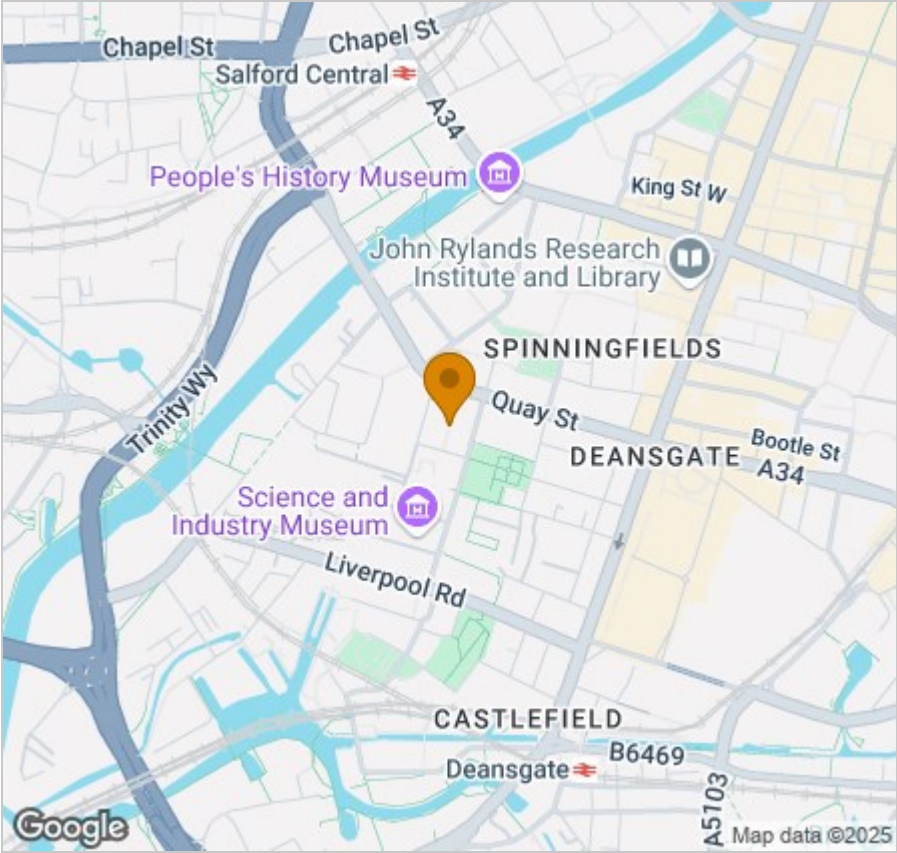 Chapel St
Chapel St
Salford Central
A34
People's History Museum
King St W
John Rylands Research
Institute and Library
SPINNINGFIELDS
Trinity Wy
Quay St
Bootle St
DEANSGATE
A34
Science and
Industry Museum
Liverpool Rd
CASTLEFIELD
B6469
Deansgate
A5103
Google
Map data ©2025